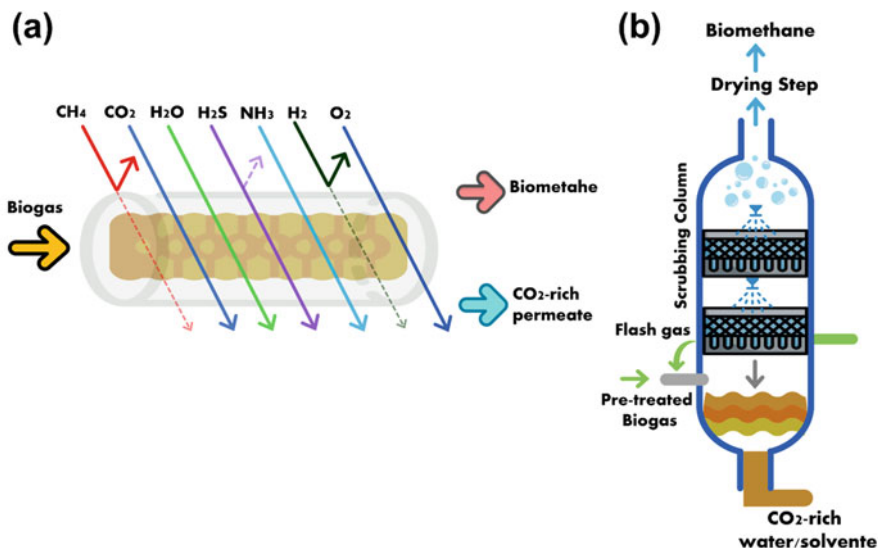 (a)
CH4 CO2 H2O H2S NH3 H2 O2
Biogas
Biometahe
CO2-rich
permeate
(b)
Biomethane
Drying Step
Scrubbing Column
Flash gas
Pre-treated
Biogas
CO2-rich
water/solvente